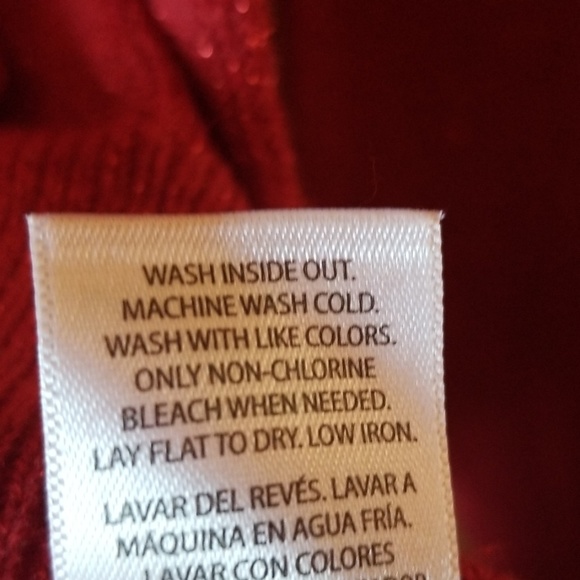 WASH INSIDE OUT.
MACHINE WASH COLD.
WASH WITH LIKE COLORS.
ONLY NON-CHLORINE
BLEACH WHEN NEEDED.
LAY FLAT TO DRY. LOW IRON.
LAVAR DEL REVÉS. LAVAR A
MÁQUINA EN AGUA FRÍA.
LAVAR CON COLORES